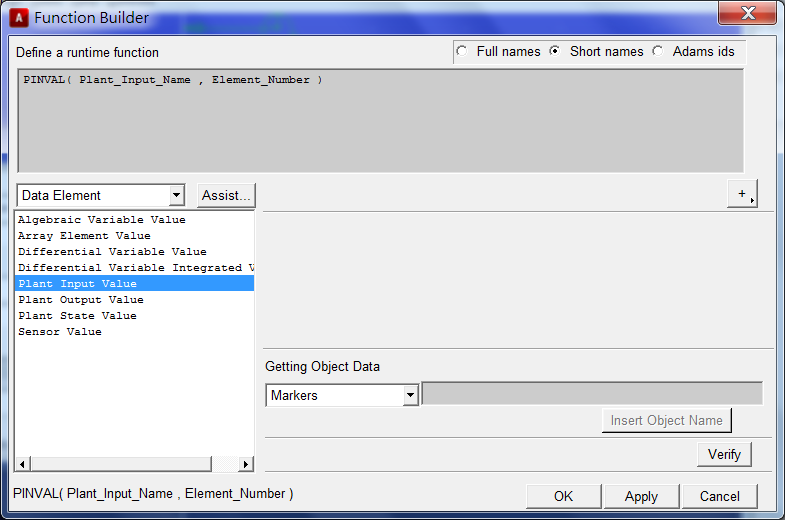 Function Builder
Define a runtime function
Full names Short names Adams ids
PINVAL( Plant_Input_Name , Element_Number )
Data Element Assist... +
Algebraic Variable Value
Array Element Value
Differential Variable Value
Differential Variable Integrated V
Plant Input Value
Plant Output Value
Plant State Value
Sensor Value
Getting Object Data
Markers
Insert Object Name
Verify
PINVAL( Plant_Input_Name , Element_Number )
OK Apply Cancel